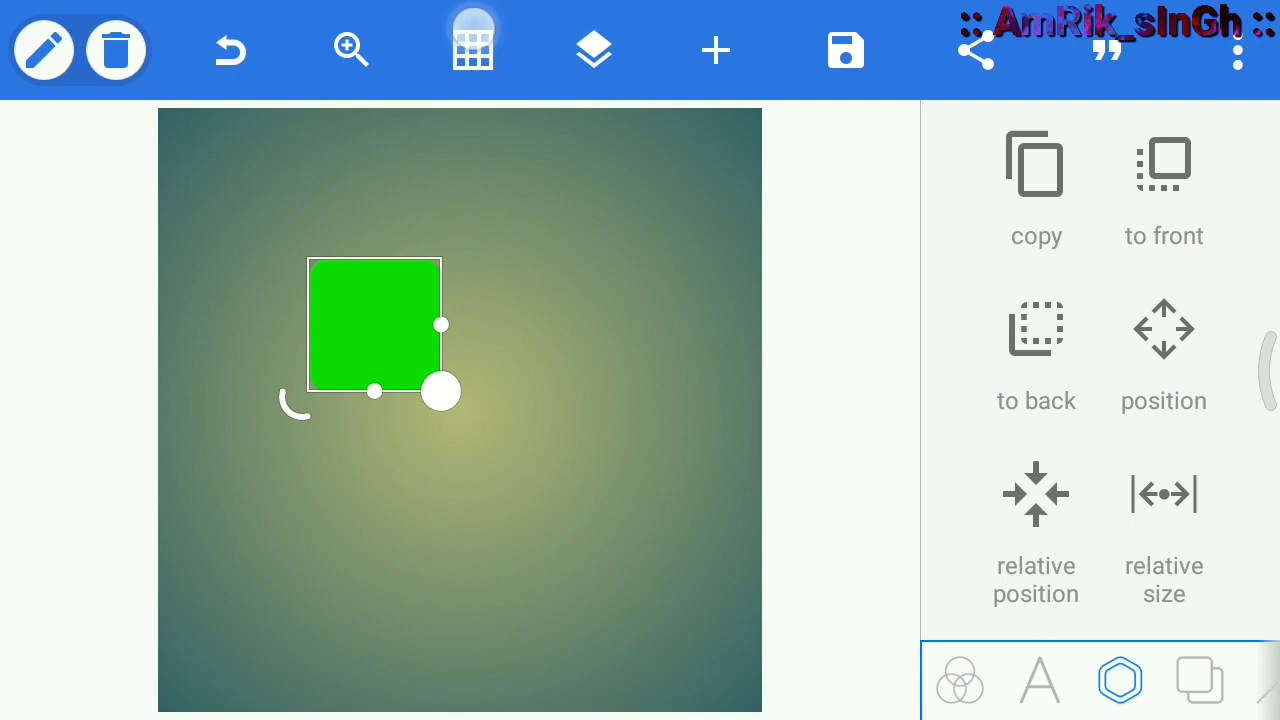 :: AmRik_sInGh ::
copy
to front
to back
position
relative
position
relative
size